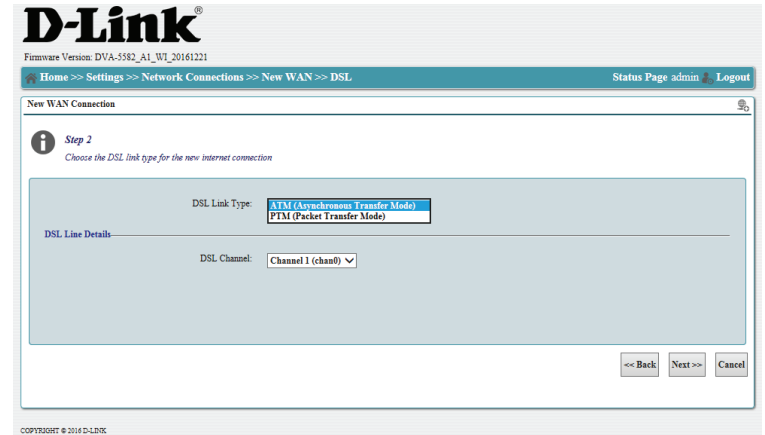 D-Link®
Firmware Version: DVA-5582_A1_WI_20161221
Home >> Settings >> Network Connections >> New WAN >> DSL Status Page admin Logout
New WAN Connection
Step 2
Choose the DSL link type for the new internet connection
DSL Link Type: ATM (Asynchronous Transfer Mode)
PTM (Packet Transfer Mode)
DSL Line Details
DSL Channel: Channel 1 (chan0)
<< Back Next >> Cancel
COPYRIGHT © 2016 D-LINK